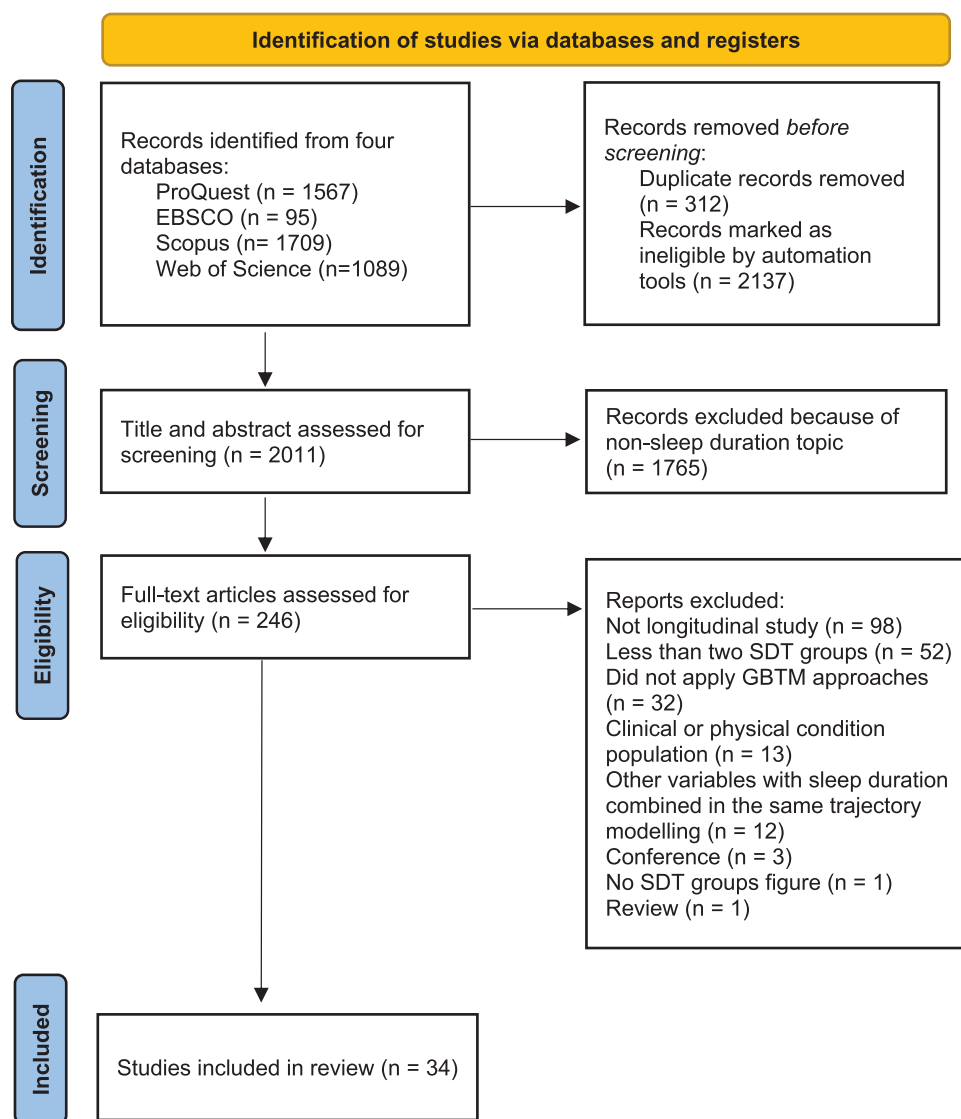 Identification of studies via databases and registers
Identification
Records identified from four
databases:
ProQuest (n = 1567)
EBSCO (n = 95)
Scopus (n= 1709)
Web of Science (n=1089)
Records removed before
screening:
Duplicate records removed
(n = 312)
Records marked as
ineligible by automation
tools (n = 2137)
Screening
Title and abstract assessed for
screening (n = 2011)
Records excluded because of
non-sleep duration topic
(n = 1765)
Eligibility
Full-text articles assessed for
eligibility (n = 246)
Reports excluded:
Not longitudinal study (n = 98)
Less than two SDT groups (n = 52)
Did not apply GBTM approaches
(n = 32)
Clinical or physical condition
population (n = 13)
Other variables with sleep duration
combined in the same trajectory
modelling (n = 12)
Conference (n = 3)
No SDT groups figure (n = 1)
Review (n = 1)
Included
Studies included in review (n = 34)